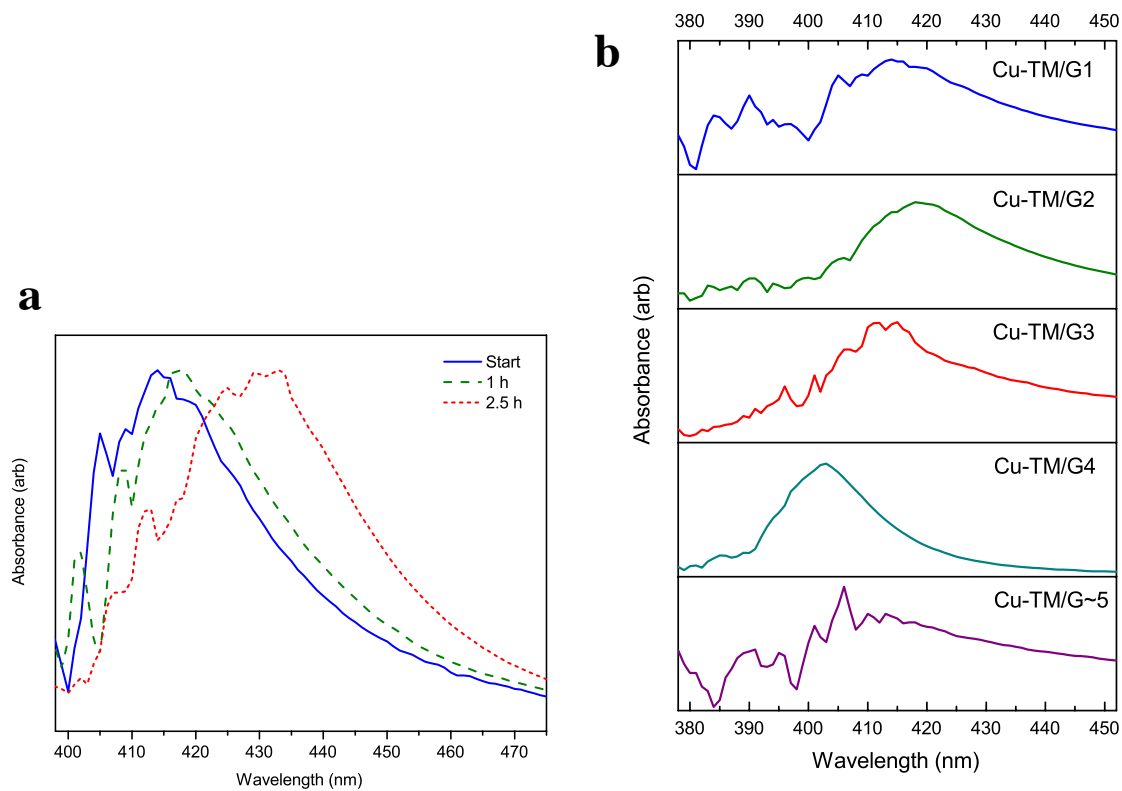 a
Absorbance (arb)
Start
1 h
2.5 h
400 410 420 430 440 450 460 470
Wavelength (nm)
b
380 390 400 410 420 430 440 450
Absorbance (arb)
Cu-TM/G1
Cu-TM/G2
Cu-TM/G3
Cu-TM/G4
Cu-TM/G~5
380 390 400 410 420 430 440 450
Wavelength (nm)